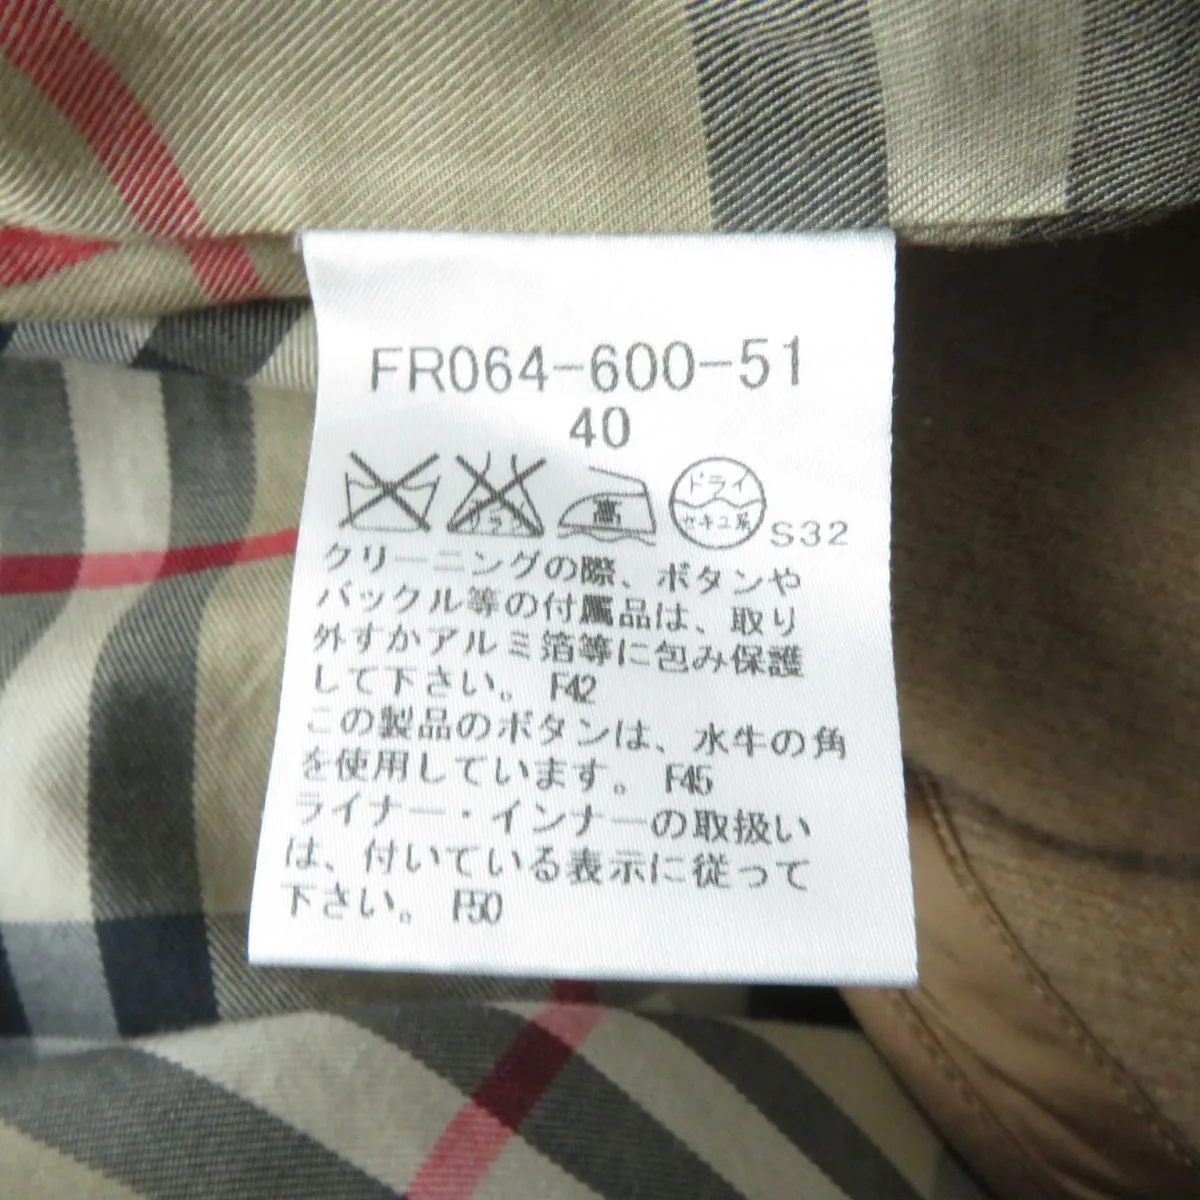 FR064-600-51
40
高
ドライ
セキユ系
S32
クリーニングの際、ボタンや
バックル等の付属品は、取り
外すかアルミ箔等に包み保護
して下さい。 F42
この製品のボタンは、水牛の角
を使用しています。 F45
ライナー・インナーの取扱い
は、付いている表示に従って
下さい。 F50